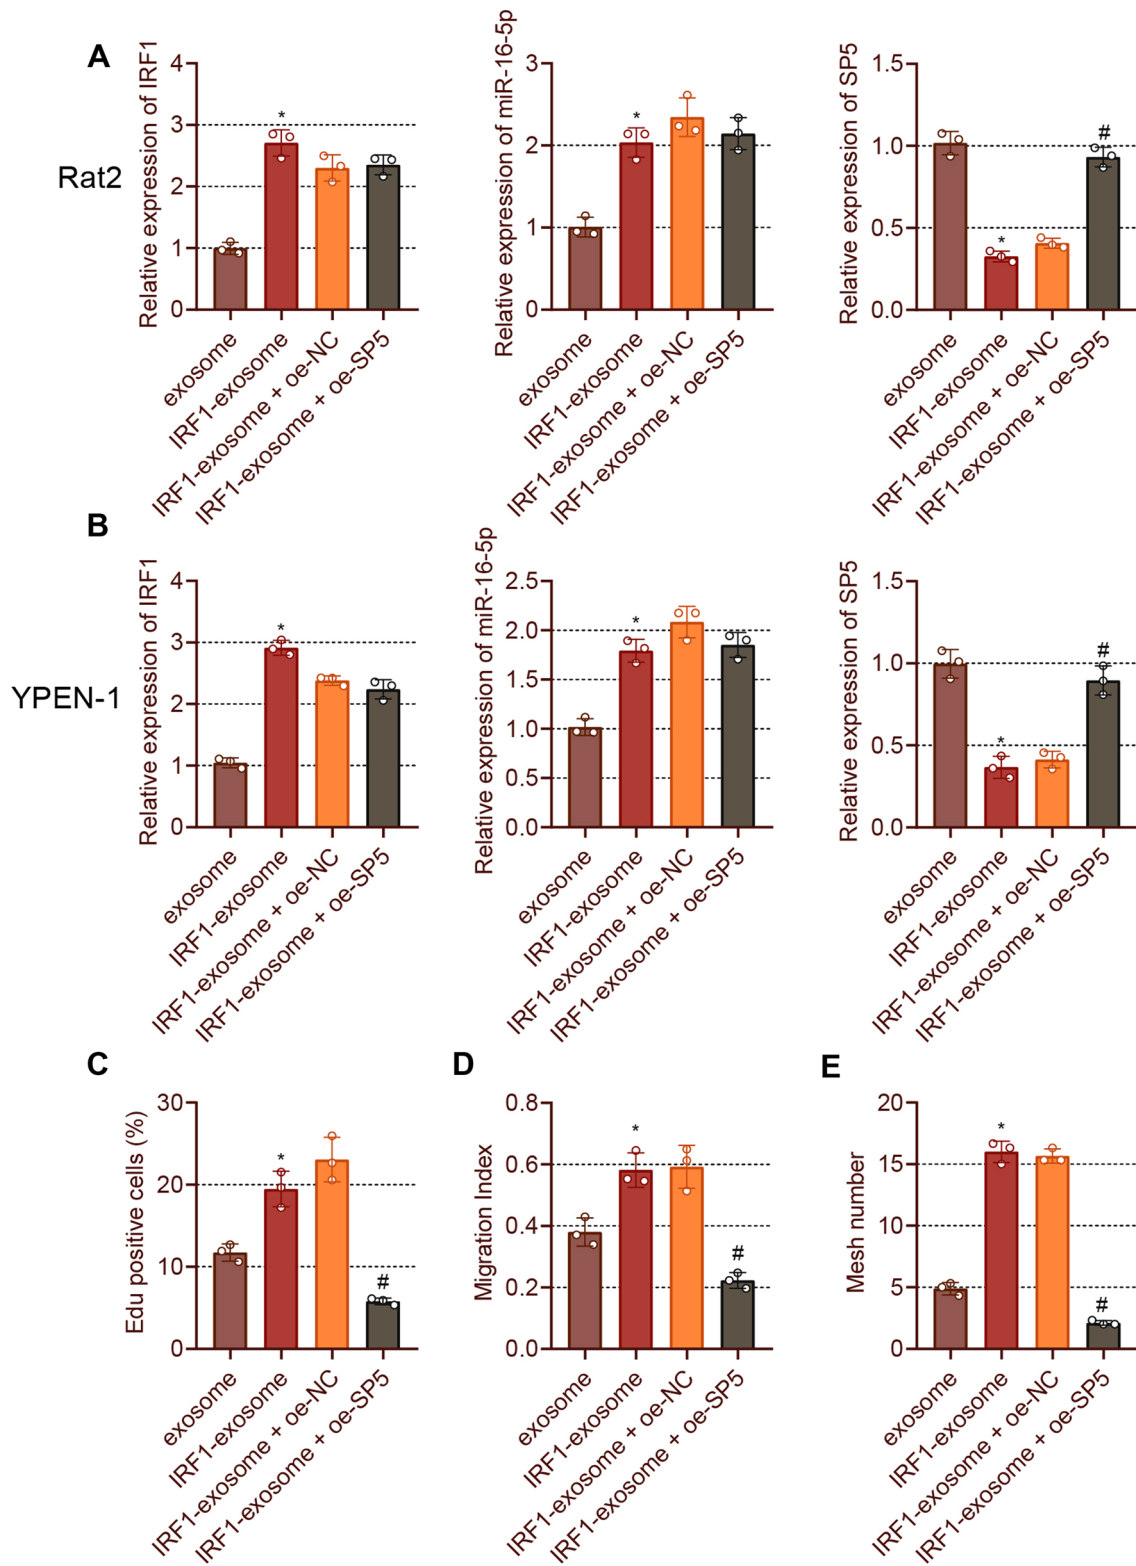 A
Rat2
Relative expression of IRF1
4
3
2
1
0
*
exosome
IRF1-exosome
IRF1-exosome + oe-NC
IRF1-exosome + oe-SP5
Relative expression of miR-16-5p
3
2
1
0
*
exosome
IRF1-exosome
IRF1-exosome + oe-NC
IRF1-exosome + oe-SP5
Relative expression of SP5
1.5
1.0
0.5
0.0
*
#
exosome
IRF1-exosome
IRF1-exosome + oe-NC
IRF1-exosome + oe-SP5
B
YPEN-1
Relative expression of IRF1
4
3
2
1
0
*
exosome
IRF1-exosome
IRF1-exosome + oe-NC
IRF1-exosome + oe-SP5
Relative expression of miR-16-5p
2.5
2.0
1.5
1.0
0.5
0.0
*
exosome
IRF1-exosome
IRF1-exosome + oe-NC
IRF1-exosome + oe-SP5
Relative expression of SP5
1.5
1.0
0.5
0.0
*
#
exosome
IRF1-exosome
IRF1-exosome + oe-NC
IRF1-exosome + oe-SP5
C
Edu positive cells (%)
30
20
10
0
*
#
exosome
IRF1-exosome
IRF1-exosome + oe-NC
IRF1-exosome + oe-SP5
D
Migration Index
0.8
0.6
0.4
0.2
0.0
*
#
exosome
IRF1-exosome
IRF1-exosome + oe-NC
IRF1-exosome + oe-SP5
E
Mesh number
20
15
10
5
0
*
#
exosome
IRF1-exosome
IRF1-exosome + oe-NC
IRF1-exosome + oe-SP5